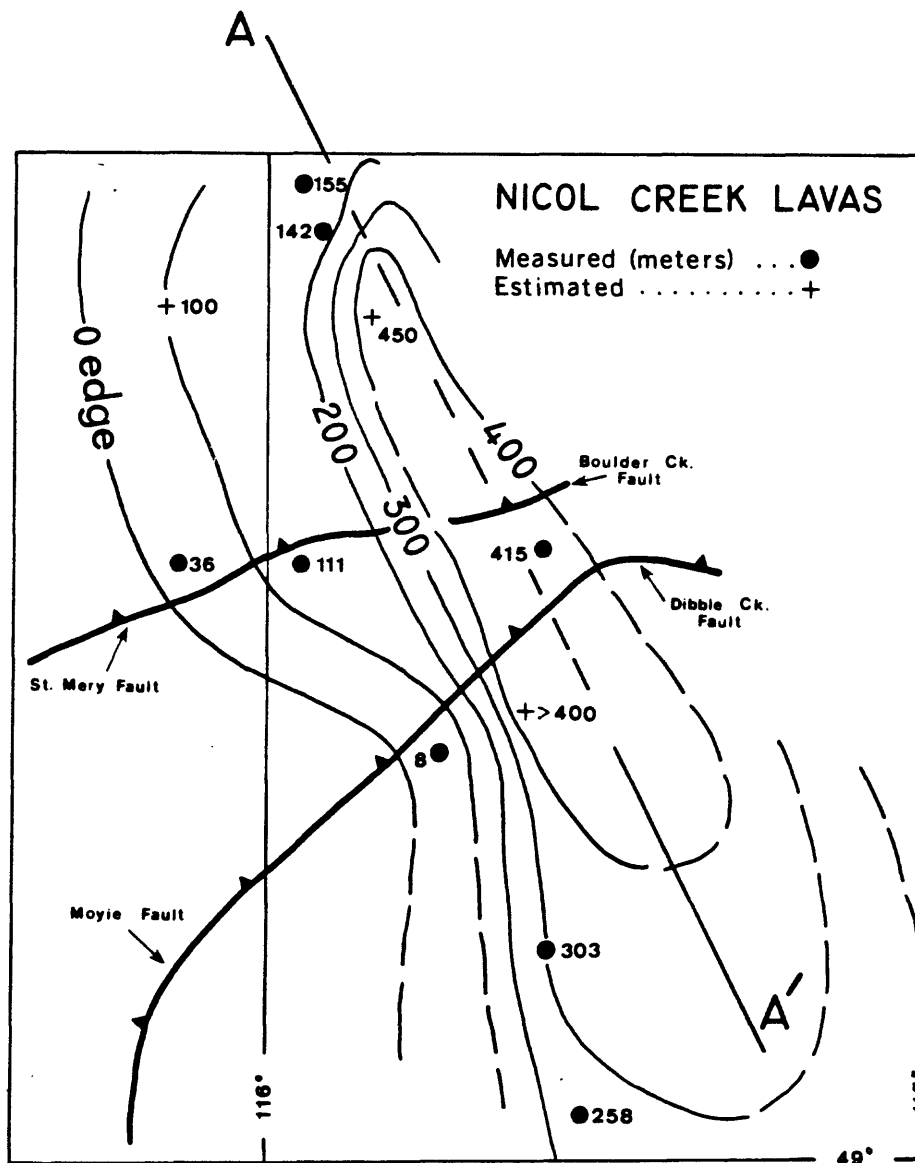 A
NICOL CREEK LAVAS
Measured (meters) ...●
Estimated ..........+
155
142
+100
+450
0 edge
200
400
300
Boulder Ck.
Fault
36
111
415
Dibble Ck.
Fault
St. Mery Fault
+>400
8
Moyie Fault
303
A′
116°
258
49°